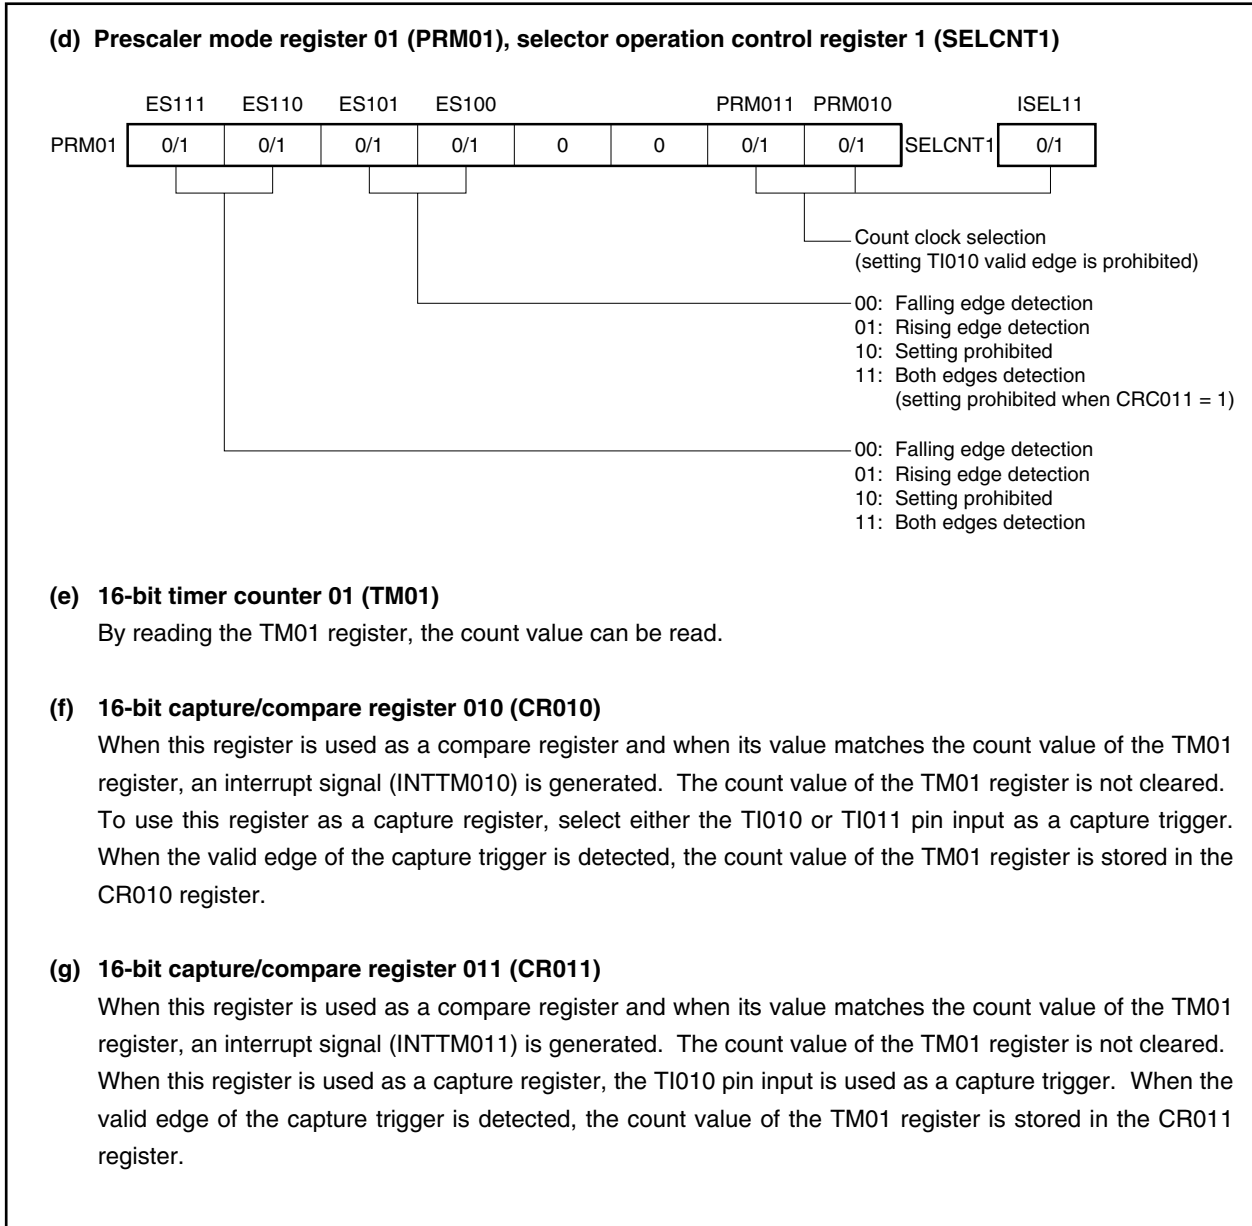 (d) Prescaler mode register 01 (PRM01), selector operation control register 1 (SELCNT1)
ES111 ES110 ES101 ES100 PRM011 PRM010 ISEL11
PRM01 0/1 0/1 0/1 0/1 0 0 0/1 0/1 SELCNT1 0/1
Count clock selection
(setting TI010 valid edge is prohibited)
00: Falling edge detection
01: Rising edge detection
10: Setting prohibited
11: Both edges detection
(setting prohibited when CRC011 = 1)
00: Falling edge detection
01: Rising edge detection
10: Setting prohibited
11: Both edges detection
(e) 16-bit timer counter 01 (TM01)
By reading the TM01 register, the count value can be read.
(f) 16-bit capture/compare register 010 (CR010)
When this register is used as a compare register and when its value matches the count value of the TM01
register, an interrupt signal (INTTM010) is generated. The count value of the TM01 register is not cleared.
To use this register as a capture register, select either the TI010 or TI011 pin input as a capture trigger.
When the valid edge of the capture trigger is detected, the count value of the TM01 register is stored in the
CR010 register.
(g) 16-bit capture/compare register 011 (CR011)
When this register is used as a compare register and when its value matches the count value of the TM01
register, an interrupt signal (INTTM011) is generated. The count value of the TM01 register is not cleared.
When this register is used as a capture register, the TI010 pin input is used as a capture trigger. When the
valid edge of the capture trigger is detected, the count value of the TM01 register is stored in the CR011
register.